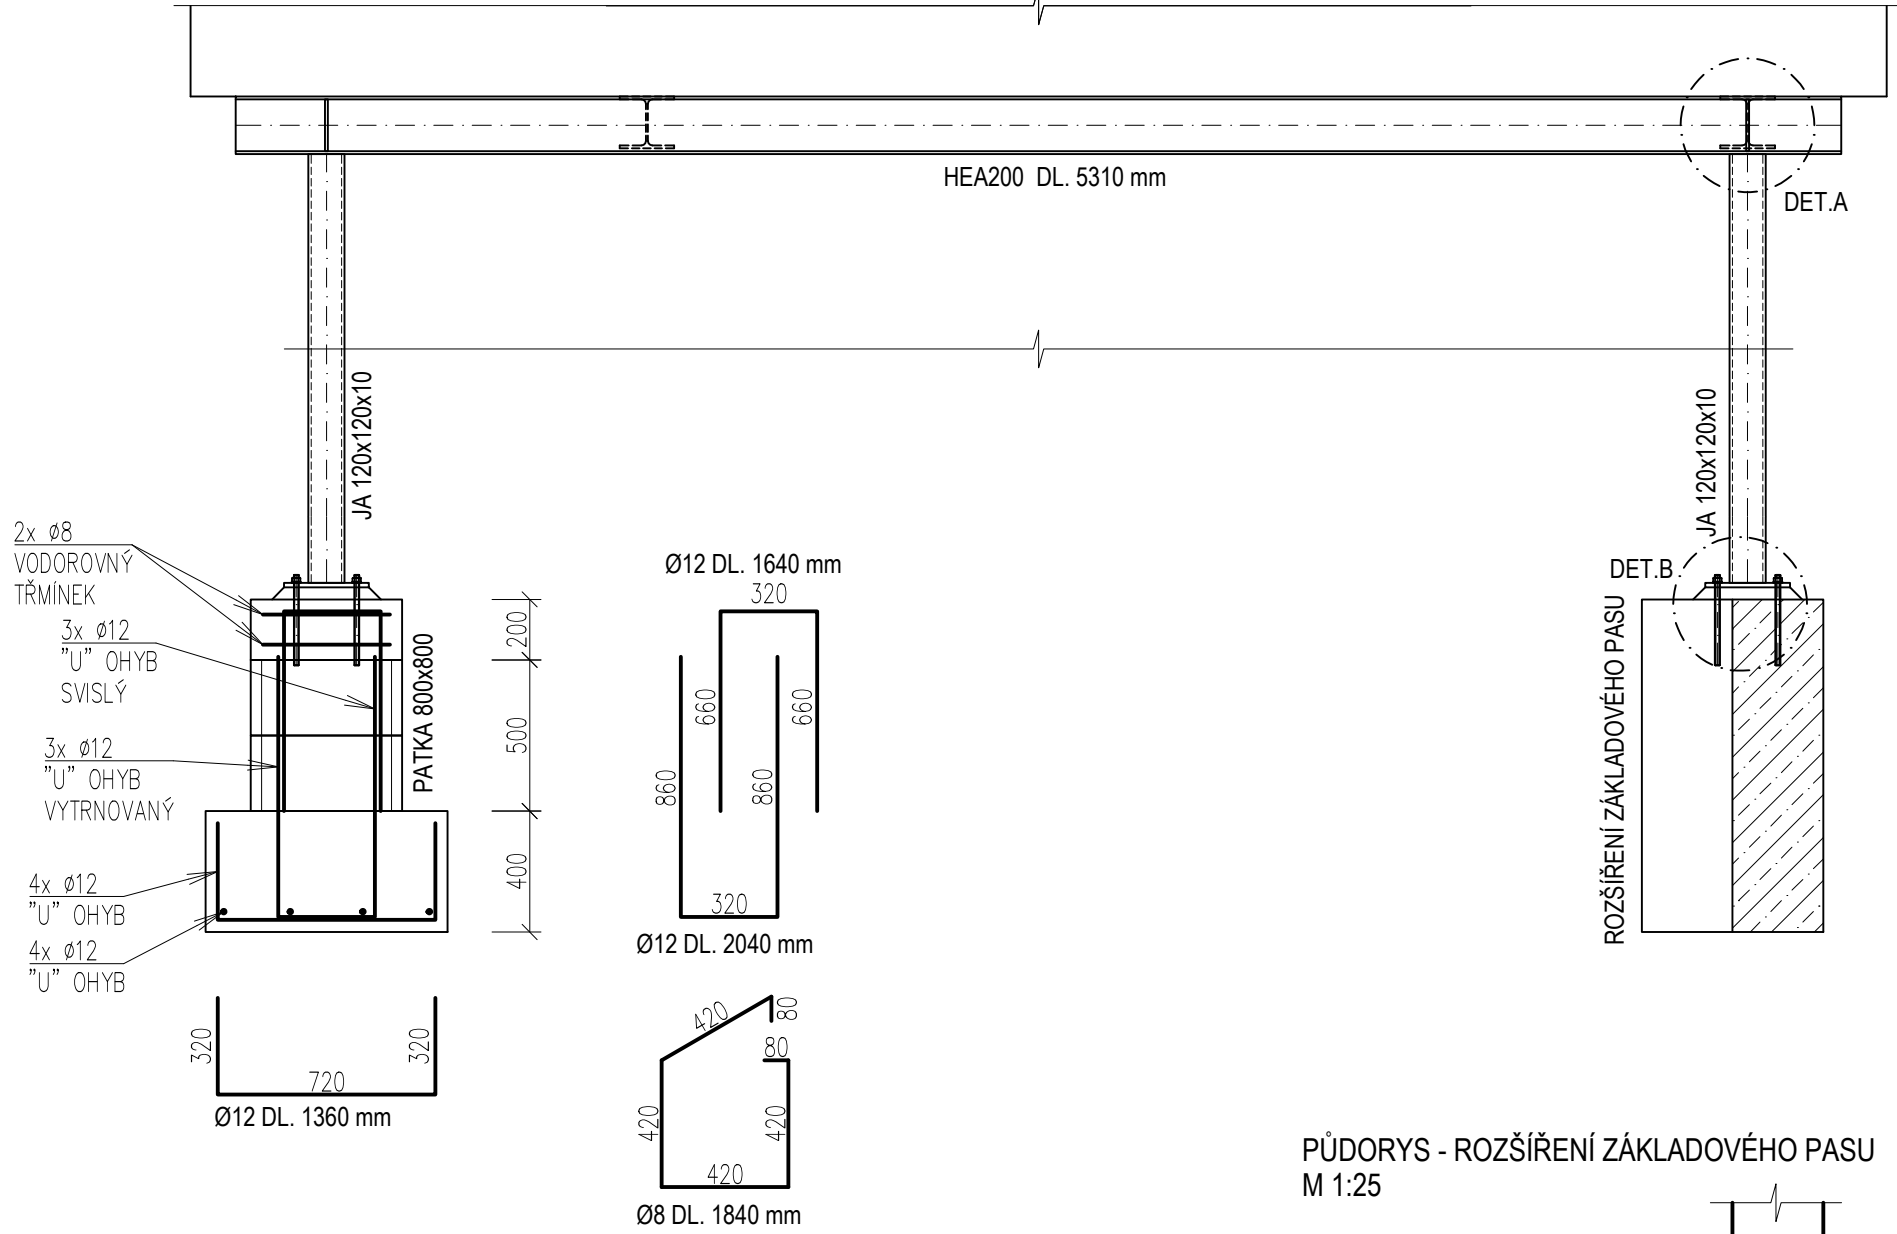 HEA200 DL. 5310 mm
DET.A
JA 120x120x10
JA 120x120x10
2x ø8
VODOROVNÝ
TŘMÍNEK
3x ø12
"U" OHYB
SVISLÝ
3x ø12
"U" OHYB
VYTRNOVANÝ
4x ø12
"U" OHYB
4x ø12
"U" OHYB
PATKA 800x800
200
500
400
Ø12 DL. 1640 mm
320
660
660
860
860
320
Ø12 DL. 2040 mm
DET.B
ROZŠÍŘENÍ ZÁKLADOVÉHO PASU
320
320
720
Ø12 DL. 1360 mm
420
80
80
420
420
420
Ø8 DL. 1840 mm
PŮDORYS - ROZŠÍŘENÍ ZÁKLADOVÉHO PASU
M 1:25